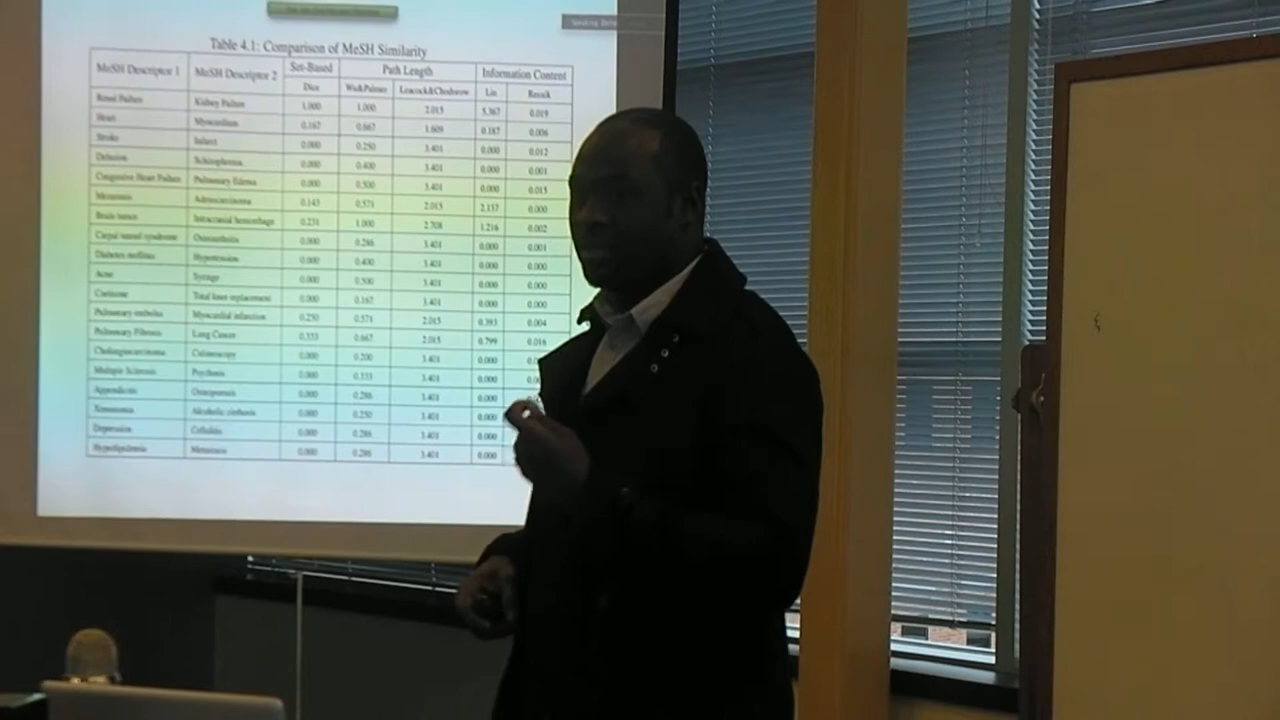 Table 4.1: Comparison of MeSH Similarity
MeSH Descriptor 1 MeSH Descriptor 2 Set-Based Path Length Information Content
Dice Wu&Palmer Leacock&Chodorow Lin Resnik
Renal Failure Kidney Failure 1.000 1.000 2.015 5.367 0.019
Heart Myocardium 0.167 0.667 1.609 0.187 0.006
Stroke Infarct 0.000 0.250 3.401 0.000 0.012
Delusion Schizophrenia 0.000 0.400 3.401 0.000 0.001
Congestive Heart Failure Pulmonary Edema 0.000 0.500 3.401 0.000 0.015
Metastasis Adenocarcinoma 0.143 0.571 2.015 2.137 0.000
Brain tumor Intracranial hemorrhage 0.231 1.000 2.708 1.216 0.002
Carpal tunnel syndrome Osteoarthritis 0.000 0.286 3.401 0.000 0.001
Diabetes mellitus Hypertension 0.000 0.400 3.401 0.000 0.000
Acne Syringe 0.000 0.500 3.401 0.000 0.000
Cortisone Total knee replacement 0.000 0.167 3.401 0.000 0.000
Pulmonary embolus Myocardial infarction 0.250 0.571 2.015 0.393 0.004
Pulmonary Fibrosis Lung Cancer 0.333 0.667 2.015 0.799 0.016
Cholangiocarcinoma Colonoscopy 0.000 0.200 3.401 0.000
Multiple Sclerosis Psychosis 0.000 0.333 3.401 0.000
Appendicitis Osteoporosis 0.000 0.286 3.401 0.000
Xerostomia Alcoholic cirrhosis 0.000 0.250 3.401 0.000
Depression Cellulitis 0.000 0.286 3.401 0.000
Hyperlipidemia Metastasis 0.000 0.286 3.401 0.000